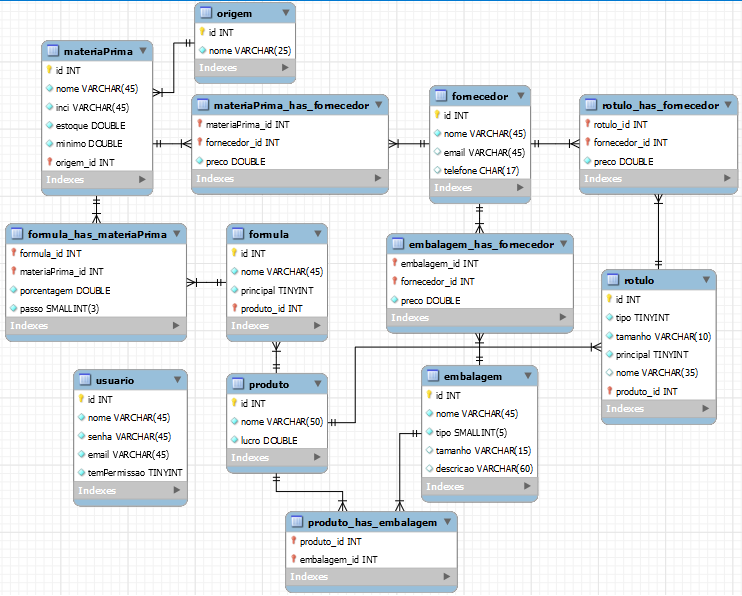 origem
id INT
nome VARCHAR(25)
Indexes
materiaPrima
id INT
nome VARCHAR(45)
inci VARCHAR(45)
estoque DOUBLE
minimo DOUBLE
origem_id INT
Indexes
materiaPrima_has_fornecedor
materiaPrima_id INT
fornecedor_id INT
preco DOUBLE
Indexes
fornecedor
id INT
nome VARCHAR(45)
email VARCHAR(45)
telefone CHAR(17)
Indexes
rotulo_has_fornecedor
rotulo_id INT
fornecedor_id INT
preco DOUBLE
Indexes
formula_has_materiaPrima
formula_id INT
materiaPrima_id INT
porcentagem DOUBLE
passo SMALLINT(3)
Indexes
formula
id INT
nome VARCHAR(45)
principal TINYINT
produto_id INT
Indexes
embalagem_has_fornecedor
embalagem_id INT
fornecedor_id INT
preco DOUBLE
Indexes
rotulo
id INT
tipo TINYINT
tamanho VARCHAR(10)
principal TINYINT
nome VARCHAR(35)
produto_id INT
Indexes
usuario
id INT
nome VARCHAR(45)
senha VARCHAR(45)
email VARCHAR(45)
temPermissao TINYINT
Indexes
produto
id INT
nome VARCHAR(50)
lucro DOUBLE
Indexes
embalagem
id INT
nome VARCHAR(45)
tipo SMALLINT(5)
tamanho VARCHAR(15)
descricao VARCHAR(60)
Indexes
produto_has_embalagem
produto_id INT
embalagem_id INT
Indexes